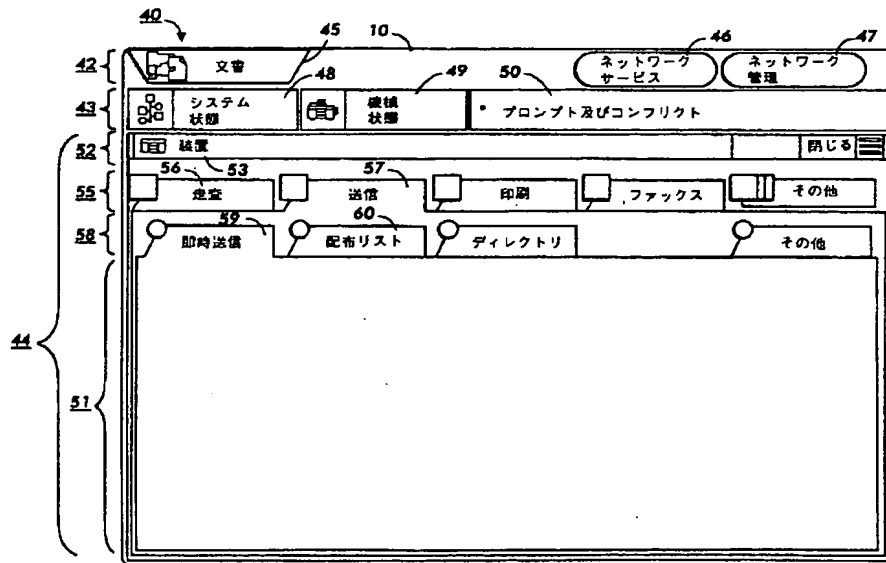 40 45 10 46 47
42 文書 ネットワーク サービス ネットワーク 管理
48 49 50
43 システム 状態 機械 状態 ・プロンプト及びコンフリクト
52 装置 閉じる
56 53 57
55 走査 送信 印刷 ファックス その他
59 60
58 即時送信 配布リスト ディレクトリ その他
44
51